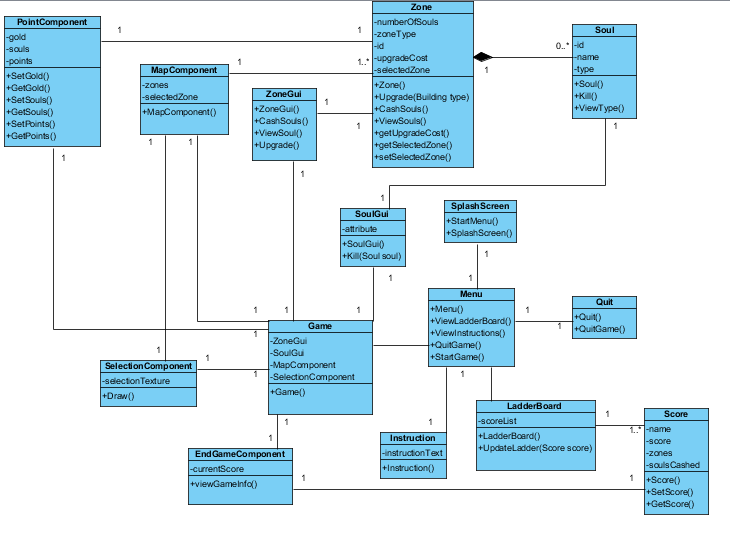 PointComponent
-gold
-souls
-points
+SetGold()
+GetGold()
+SetSouls()
+GetSouls()
+SetPoints()
+GetPoints()
1
1
1
Zone
-numberOfSouls
-zoneType
-id
-upgradeCost
-selectedZone
+Zone()
+Upgrade(Building type)
+CashSouls()
+ViewSouls()
+getUpgradeCost()
+getSelectedZone()
+setSelectedZone()
1
0..*
Soul
-id
-name
-type
+Soul()
+Kill()
+ViewType()
1
MapComponent
-zones
-selectedZone
+MapComponent()
1
1..*
1
1
ZoneGui
+ZoneGui()
+CashSouls()
+ViewSoul()
+Upgrade()
1
1
1
1
SoulGui
-attribute
+SoulGui()
+Kill(Soul soul)
1
SplashScreen
+StartMenu()
+SplashScreen()
1
1
Menu
+Menu()
+ViewLadderBoard()
+ViewInstructions()
+QuitGame()
+StartGame()
1
1
1
Quit
+Quit()
+QuitGame()
1
1
1
1
Game
-ZoneGui
-SoulGui
-MapComponent
-SelectionComponent
+Game()
1
1
1
SelectionComponent
-selectionTexture
+Draw()
1
1
1
EndGameComponent
-currentScore
+viewGameInfo()
1
1
1
Instruction
-instructionText
+Instruction()
LadderBoard
-scoreList
+LadderBoard()
+UpdateLadder(Score score)
1
1..*
Score
-name
-score
-zones
-soulsCashed
+Score()
+SetScore()
+GetScore()